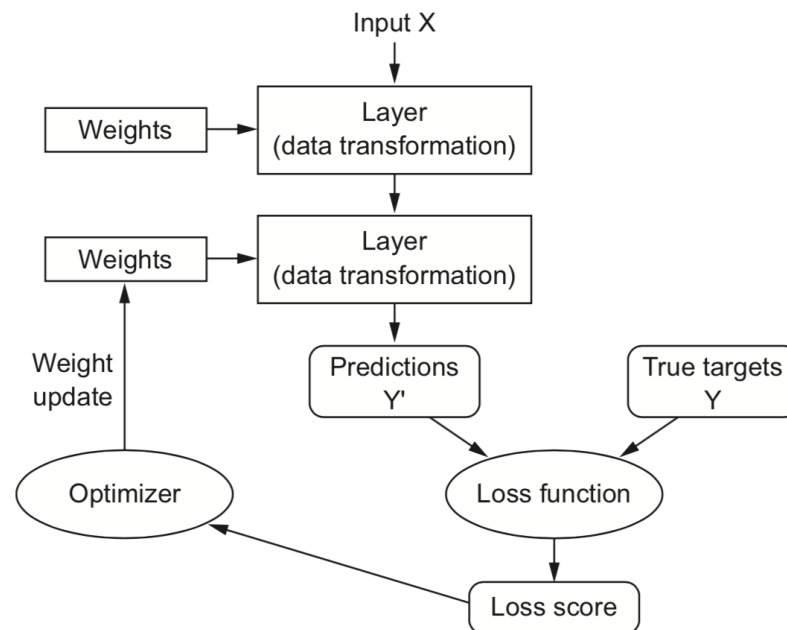 Input X
Weights
Layer
(data transformation)
Weights
Layer
(data transformation)
Weight
update
Predictions
Y'
True targets
Y
Optimizer
Loss function
Loss score